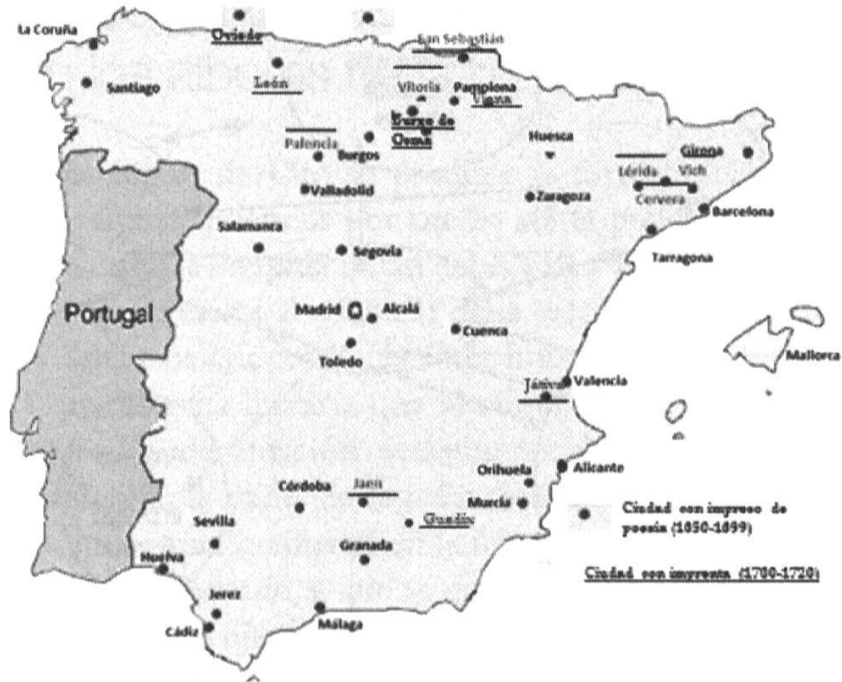 La Coruña
Oviedo
San Sebastián
Santiago
León
Vitoria
Pamplona
Viana
Burgo de
Osma
Palencia
Burgos
Huesca
Girona
Lérida
Vich
Valladolid
Zaragoza
Cervera
Barcelona
Salamanca
Segovia
Tarragona
Portugal
Madrid
Alcalá
Cuenca
Toledo
Mallorca
Játiva
Valencia
Orihuela
Alicante
Córdoba
Jaen
Murcia
Guadix
Sevilla
Granada
Huelva
Jerez
Cádiz
Málaga
Ciudad con impreso de
poesía (1650-1699)
Ciudad con imprenta (1700-1720)